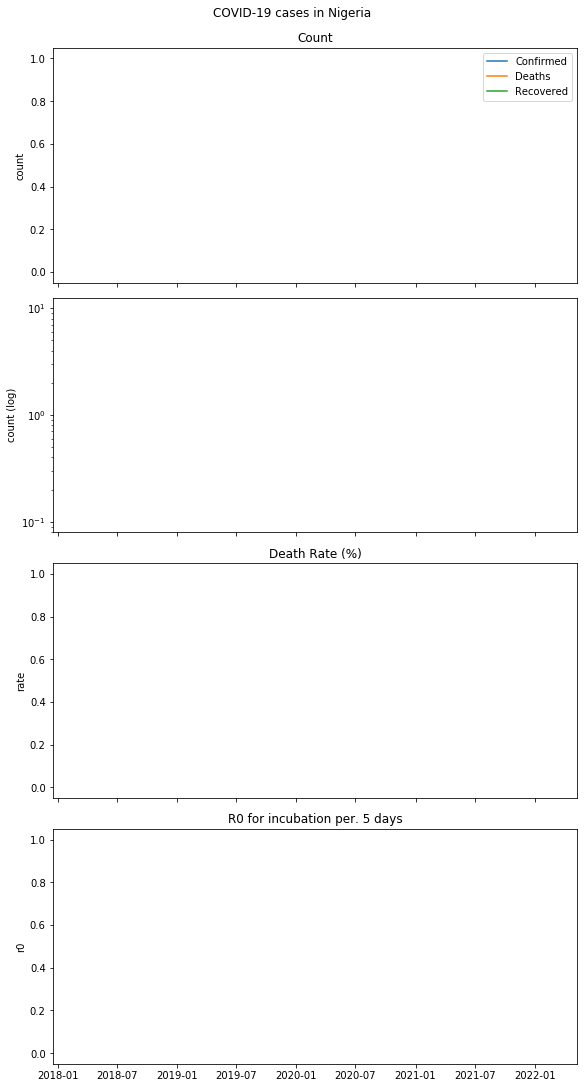 COVID-19 cases in Nigeria
Count
1.0
0.8
0.6
0.4
0.2
0.0
count
Confirmed
Deaths
Recovered
10¹
10⁰
10⁻¹
count (log)
Death Rate (%)
1.0
0.8
0.6
0.4
0.2
0.0
rate
R0 for incubation per. 5 days
1.0
0.8
0.6
0.4
0.2
0.0
r0
2018-01 2018-07 2019-01 2019-07 2020-01 2020-07 2021-01 2021-07 2022-01